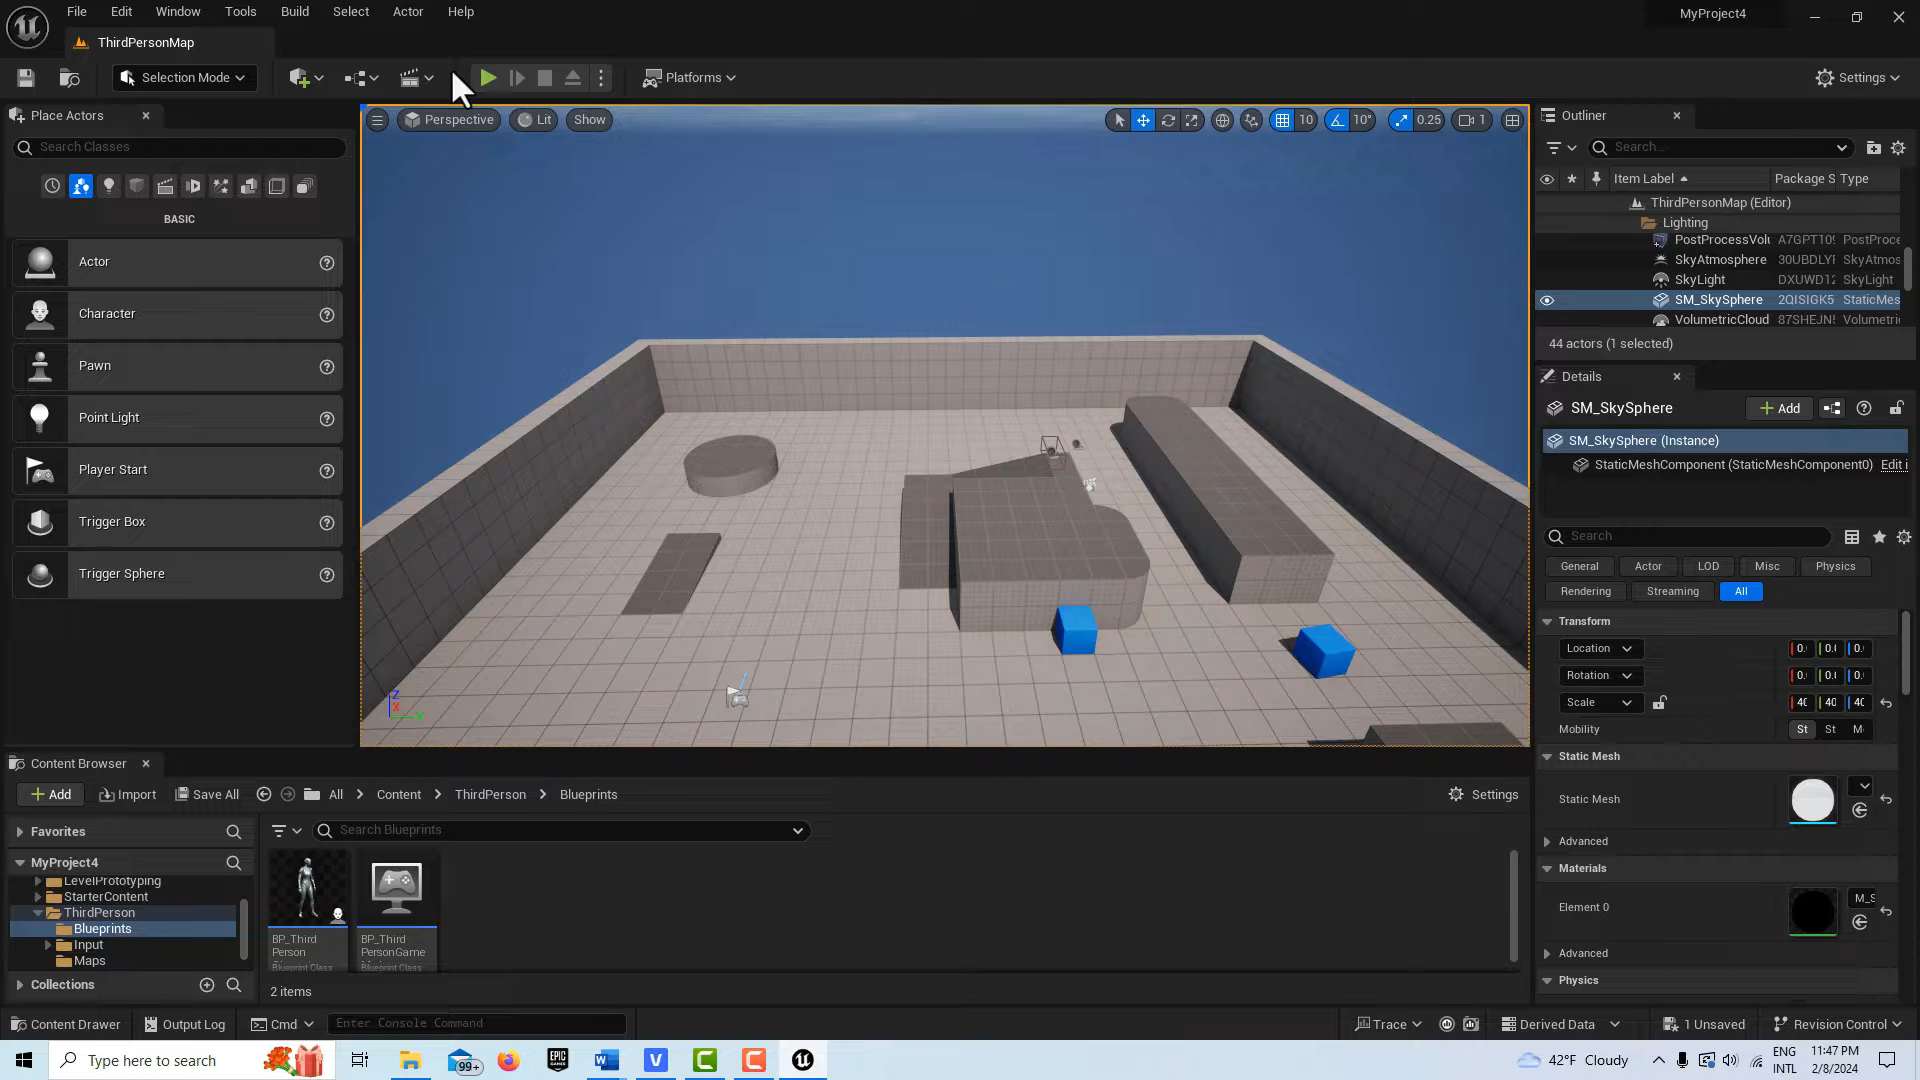 File Edit Window Tools Build Select Actor Help
MyProject4
ThirdPersonMap
Selection Mode
Platforms
Settings
Place Actors
Search Classes
BASIC
Actor
Character
Pawn
Point Light
Player Start
Trigger Box
Trigger Sphere
Perspective Lit Show
10 10° 0.25 1
Z
X
Y
Outliner
Search...
Item Label Package S Type
ThirdPersonMap (Editor)
Lighting
PostProcessVolu A7GPT109 PostProce
SkyAtmosphere 30UBDLYF SkyAtmos
SkyLight DXUWD12 SkyLight
SM_SkySphere 2QISIGK5 StaticMes
VolumetricCloud 87SHEJN5 Volumetric
44 actors (1 selected)
Details
SM_SkySphere
Add
SM_SkySphere (Instance)
StaticMeshComponent (StaticMeshComponent0) Edit i
Search
General Actor LOD Misc Physics
Rendering Streaming All
Transform
Location 0. 0. 0.
Rotation 0. 0. 0.
Scale 40 40 40
Mobility St St M
Static Mesh
Static Mesh
Advanced
Materials
Element 0 M_S
Advanced
Physics
Content Browser
Add Import Save All All Content ThirdPerson Blueprints Settings
Favorites
Search Blueprints
MyProject4
LevelPrototyping
StarterContent
ThirdPerson
Blueprints
Input
Maps
Collections
BP_Third
Person
Blueprint Class
BP_Third
PersonGame
Blueprint Class
2 items
Content Drawer Output Log Cmd Enter Console Command Trace Derived Data 1 Unsaved Revision Control
Type here to search
99+
EPIC
GAMES
42°F Cloudy
ENG
INTL
11:47 PM
2/8/2024